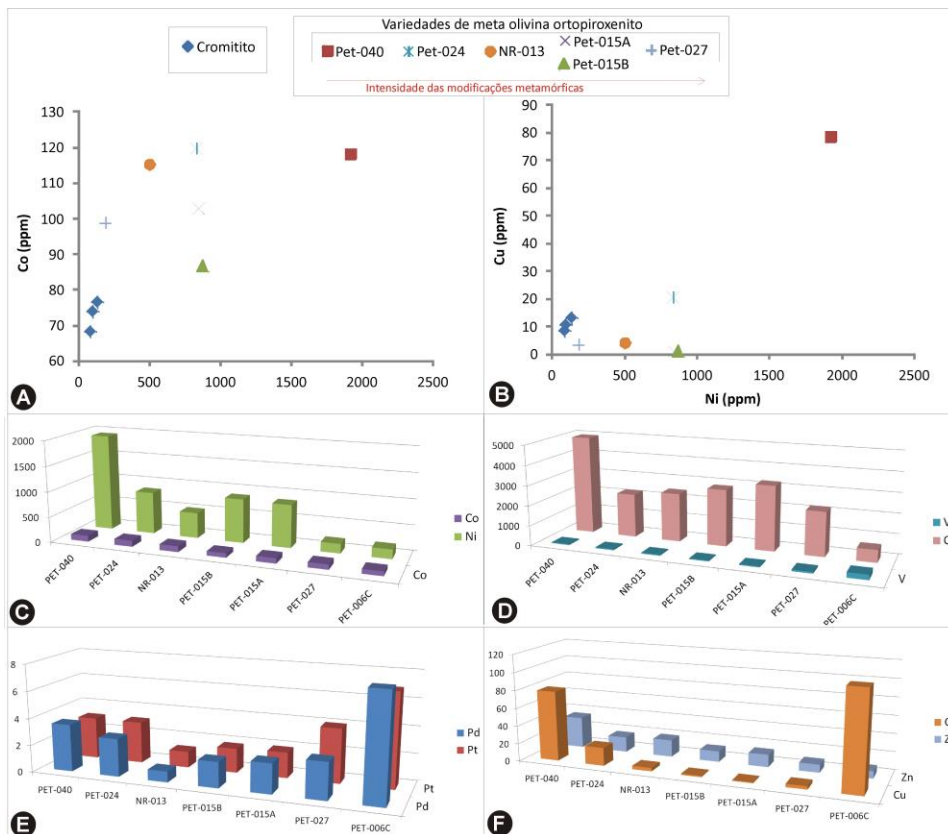 Variedades de meta olivina ortopiroxenito
Cromitito
Pet-040 Pet-024 NR-013 Pet-015A Pet-027
Pet-015B
Intensidade das modificações metamórficas
130
120
110
100
90
80
70
60
Co (ppm)
0 500 1000 1500 2000 2500
A
90
80
70
60
50
40
30
20
10
0
Cu (ppm)
0 500 1000 1500 2000 2500
Ni (ppm)
B
2000
1500
1000
500
0
PET-040 PET-024 NR-013 PET-015B PET-015A PET-027 PET-006C
Co
Ni
Co
C
5000
4000
3000
2000
1000
0
PET-040 PET-024 NR-013 PET-015B PET-015A PET-027 PET-006C
V
C
V
D
8
6
4
2
0
PET-040 PET-024 NR-013 PET-015B PET-015A PET-027 PET-006C
Pd
Pt
Pt
Pd
E
120
100
80
60
40
20
0
PET-040 PET-024 NR-013 PET-015B PET-015A PET-027 PET-006C
C
Z
Zn
Cu
F